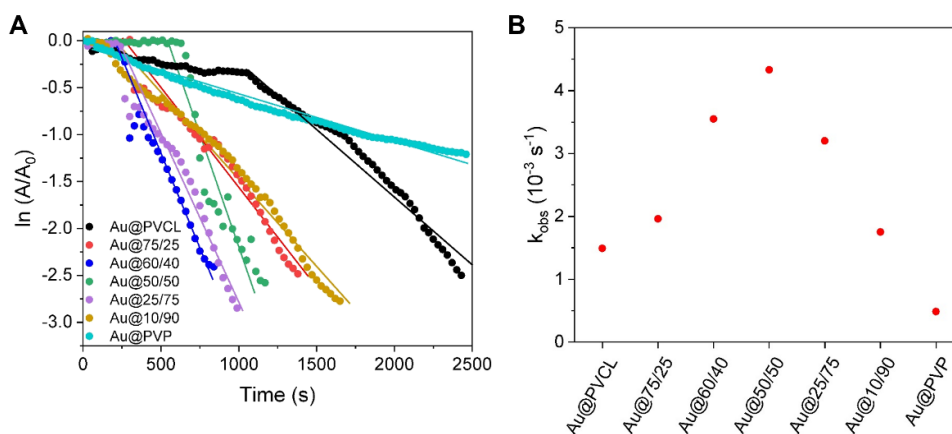 A
ln (A/A₀)
0.0
-0.5
-1.0
-1.5
-2.0
-2.5
-3.0
Au@PVCL
Au@75/25
Au@60/40
Au@50/50
Au@25/75
Au@10/90
Au@PVP
0 500 1000 1500 2000 2500
Time (s)
B
k_obs (10⁻³ s⁻¹)
5
4
3
2
1
0
Au@PVCL
Au@75/25
Au@60/40
Au@50/50
Au@25/75
Au@10/90
Au@PVP